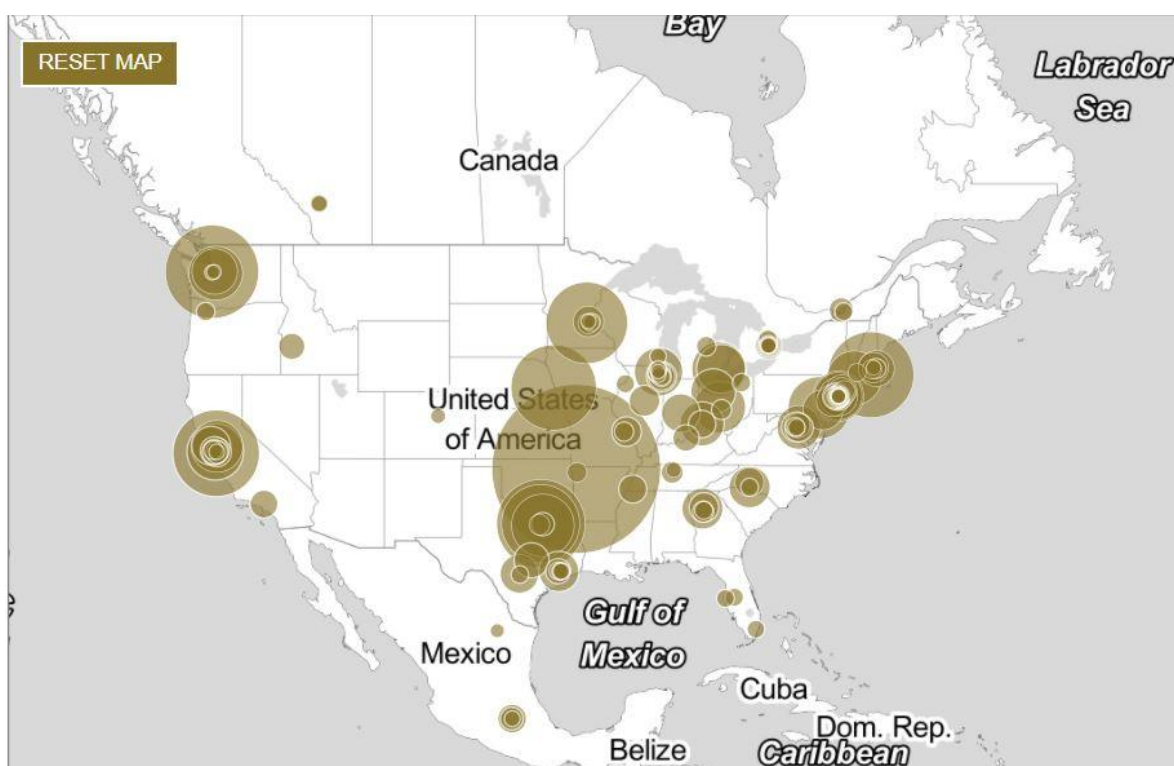 Bay
RESET MAP
Labrador
Sea
Canada
United States
of America
Gulf of
Mexico
Mexico
Cuba
Dom. Rep.
Belize
Caribbean